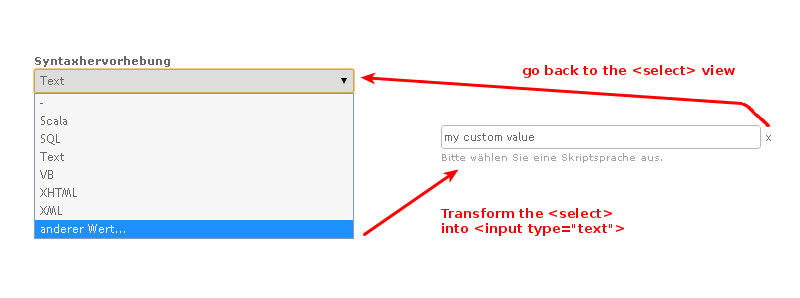 Syntaxhervorhebung
Text
-
Scala
SQL
Text
VB
XHTML
XML
anderer Wert...
go back to the <select> view
my custom value
x
Bitte wählen Sie eine Skriptsprache aus.
Transform the <select>
into <input type="text">